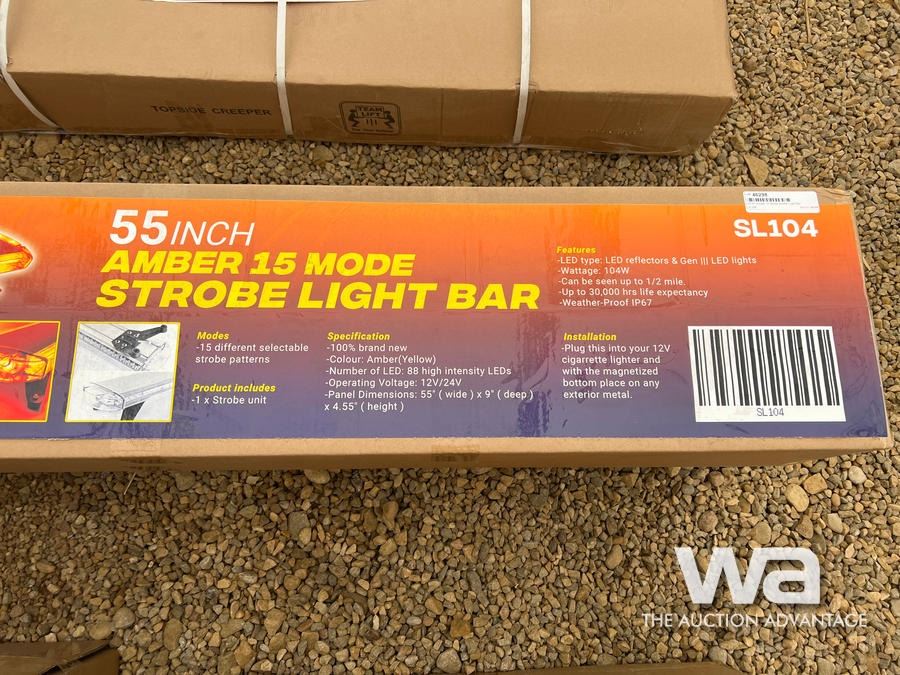 TOPSIDE CREEPER
TEAM
LIFT
55 INCH
AMBER 15 MODE
STROBE LIGHT BAR
Modes
-15 different selectable
strobe patterns
Product includes
-1 x Strobe unit
Specification
-100% brand new
-Colour: Amber(Yellow)
-Number of LED: 88 high intensity LEDs
-Operating Voltage: 12V/24V
-Panel Dimensions: 55" ( wide ) x 9" ( deep )
x 4.55" ( height )
SL104
Features
-LED type: LED reflectors & Gen ||| LED lights
-Wattage: 104W
-Can be seen up to 1/2 mile.
-Up to 30,000 hrs life expectancy
-Weather-Proof IP67
Installation
-Plug this into your 12V
cigarrette lighter and
with the magnetized
bottom place on any
exterior metal.
SL104
wa
THE AUCTION ADVANTAGE